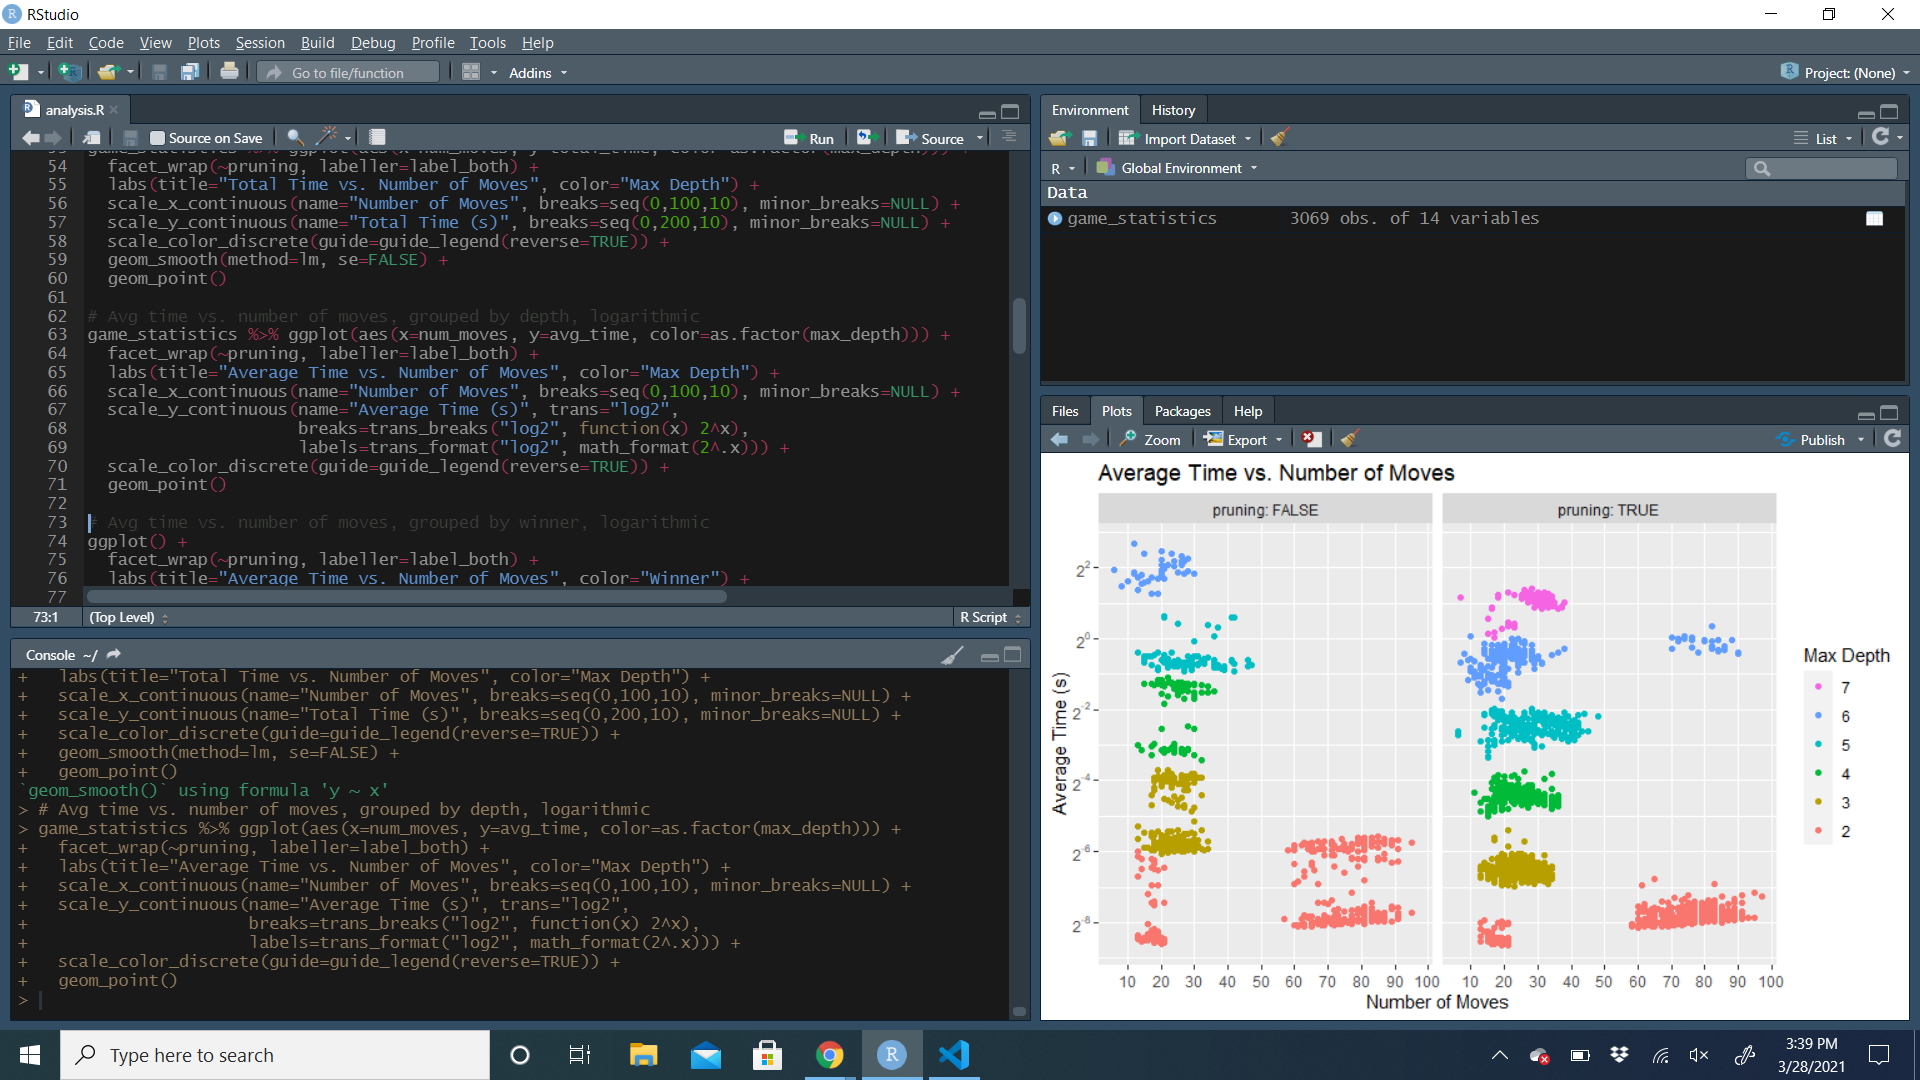 RStudio
File Edit Code View Plots Session Build Debug Profile Tools Help
Go to file/function Addins Project: (None)
analysis.R
Source on Save Run Source
54 facet_wrap(~pruning, labeller=label_both) +
55 labs(title="Total Time vs. Number of Moves", color="Max Depth") +
56 scale_x_continuous(name="Number of Moves", breaks=seq(0,100,10), minor_breaks=NULL) +
57 scale_y_continuous(name="Total Time (s)", breaks=seq(0,200,10), minor_breaks=NULL) +
58 scale_color_discrete(guide=guide_legend(reverse=TRUE)) +
59 geom_smooth(method=lm, se=FALSE) +
60 geom_point()
61
62 # Avg time vs. number of moves, grouped by depth, logarithmic
63 game_statistics %>% ggplot(aes(x=num_moves, y=avg_time, color=as.factor(max_depth))) +
64 facet_wrap(~pruning, labeller=label_both) +
65 labs(title="Average Time vs. Number of Moves", color="Max Depth") +
66 scale_x_continuous(name="Number of Moves", breaks=seq(0,100,10), minor_breaks=NULL) +
67 scale_y_continuous(name="Average Time (s)", trans="log2",
68 breaks=trans_breaks("log2", function(x) 2^x),
69 labels=trans_format("log2", math_format(2^.x))) +
70 scale_color_discrete(guide=guide_legend(reverse=TRUE)) +
71 geom_point()
72
73 # Avg time vs. number of moves, grouped by winner, logarithmic
74 ggplot() +
75 facet_wrap(~pruning, labeller=label_both) +
76 labs(title="Average Time vs. Number of Moves", color="Winner") +
77
73:1 (Top Level) R Script
Console ~/
+ labs(title="Total Time vs. Number of Moves", color="Max Depth") +
+ scale_x_continuous(name="Number of Moves", breaks=seq(0,100,10), minor_breaks=NULL) +
+ scale_y_continuous(name="Total Time (s)", breaks=seq(0,200,10), minor_breaks=NULL) +
+ scale_color_discrete(guide=guide_legend(reverse=TRUE)) +
+ geom_smooth(method=lm, se=FALSE) +
+ geom_point()
`geom_smooth()` using formula 'y ~ x'
> # Avg time vs. number of moves, grouped by depth, logarithmic
> game_statistics %>% ggplot(aes(x=num_moves, y=avg_time, color=as.factor(max_depth))) +
+ facet_wrap(~pruning, labeller=label_both) +
+ labs(title="Average Time vs. Number of Moves", color="Max Depth") +
+ scale_x_continuous(name="Number of Moves", breaks=seq(0,100,10), minor_breaks=NULL) +
+ scale_y_continuous(name="Average Time (s)", trans="log2",
+ breaks=trans_breaks("log2", function(x) 2^x),
+ labels=trans_format("log2", math_format(2^.x))) +
+ scale_color_discrete(guide=guide_legend(reverse=TRUE)) +
+ geom_point()
>
Environment History
Import Dataset List
R Global Environment
Data
game_statistics 3069 obs. of 14 variables
Files Plots Packages Help
Zoom Export Publish
Average Time vs. Number of Moves
pruning: FALSE pruning: TRUE
2^2
2^0
2^-2
2^-4
2^-6
2^-8
Average Time (s)
10 20 30 40 50 60 70 80 90 100 10 20 30 40 50 60 70 80 90 100
Number of Moves
Max Depth
7
6
5
4
3
2
Type here to search
3:39 PM
3/28/2021